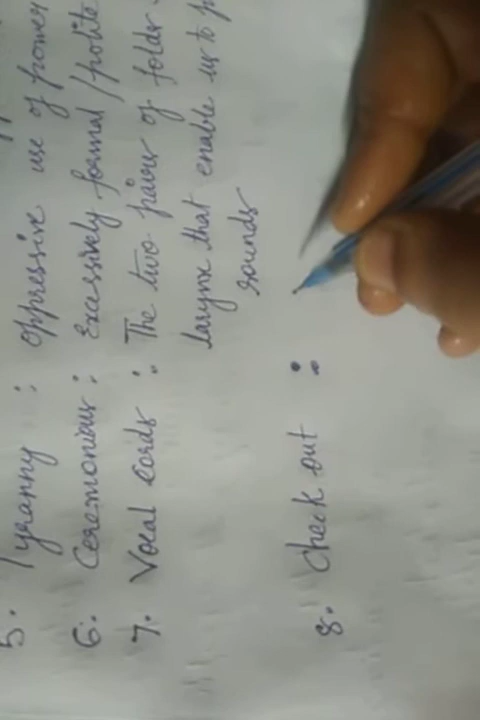 5. Tyranny : oppressive use of power
6. Ceremonious : Excessively formal / polite
7. Vocal cords : The two pairs of folds
larynx that enable us to
sounds
8. Check out :